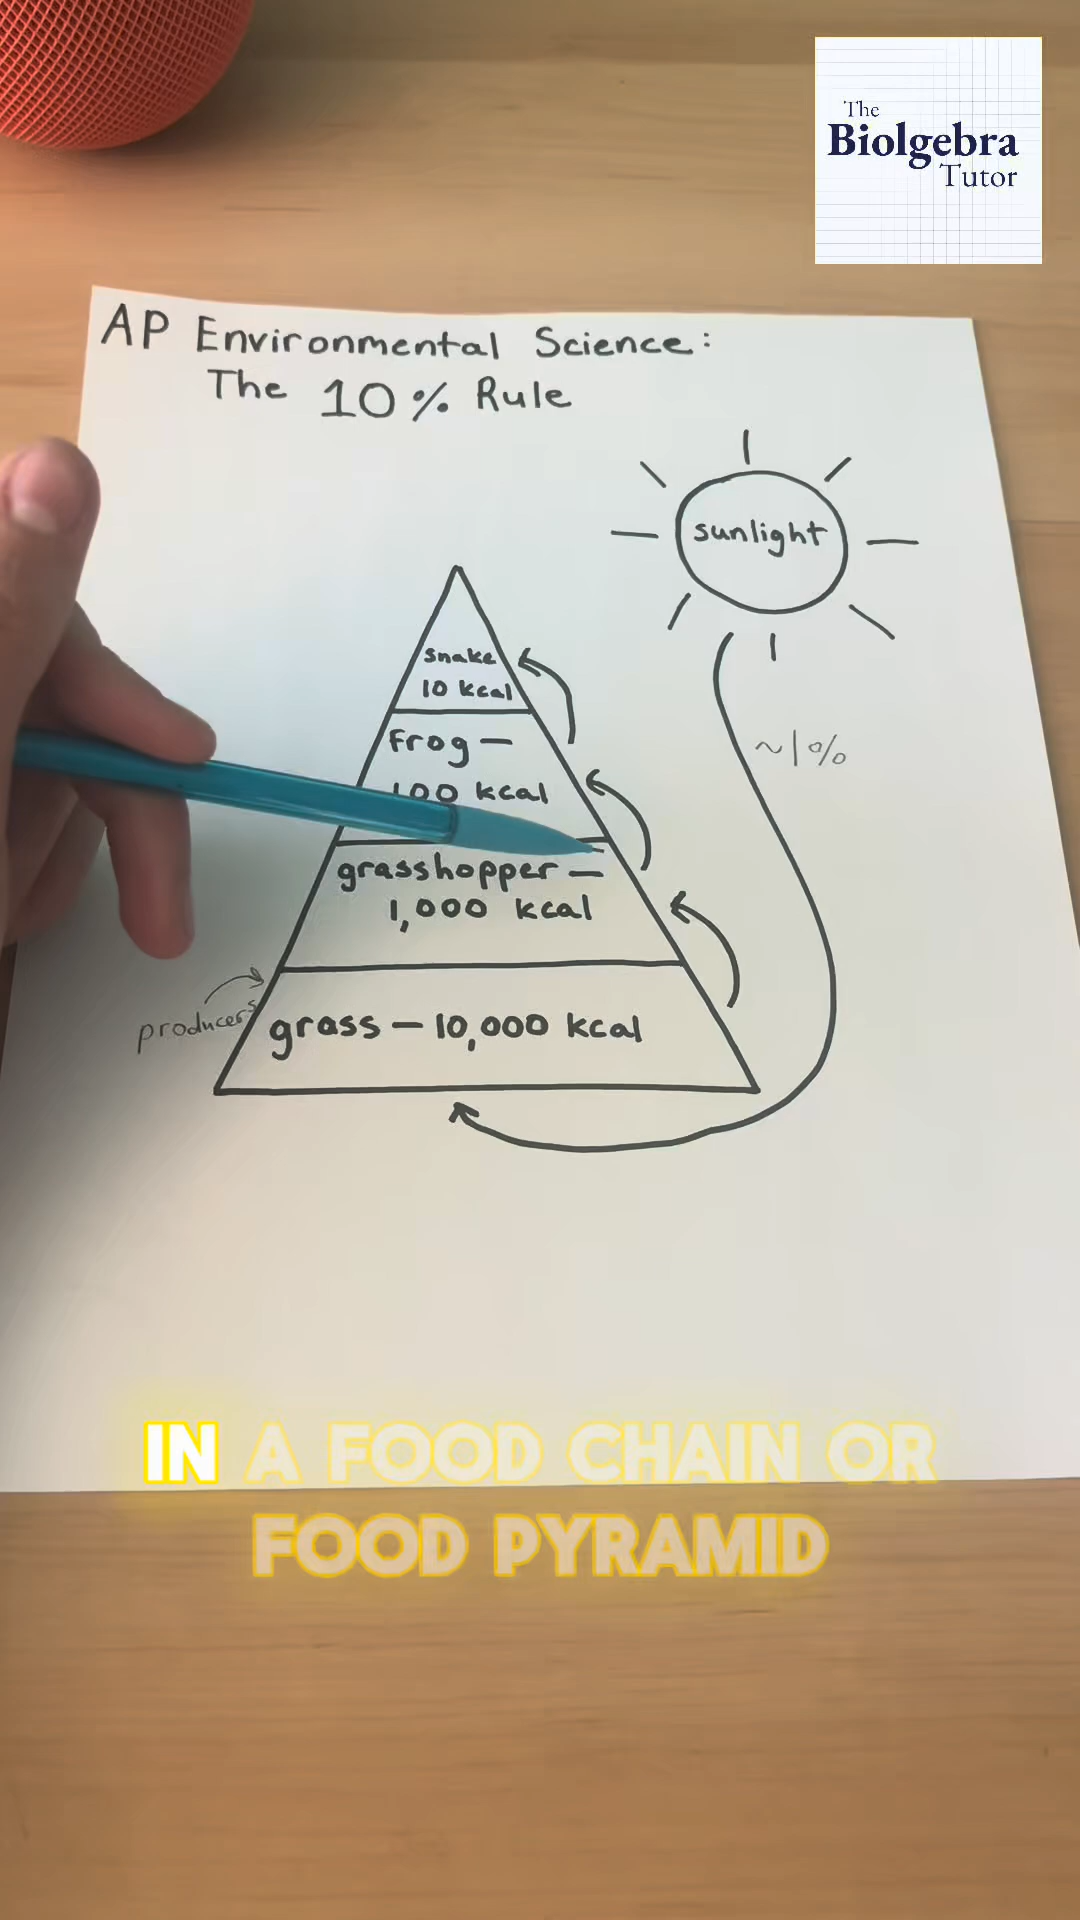 The
Biolgebra
Tutor
AP Environmental Science:
The 10% Rule
sunlight
snake
10 kcal
~1%
Frog —
100 kcal
grasshopper —
1,000 kcal
producers
grass — 10,000 kcal
IN A FOOD CHAIN OR
FOOD PYRAMID